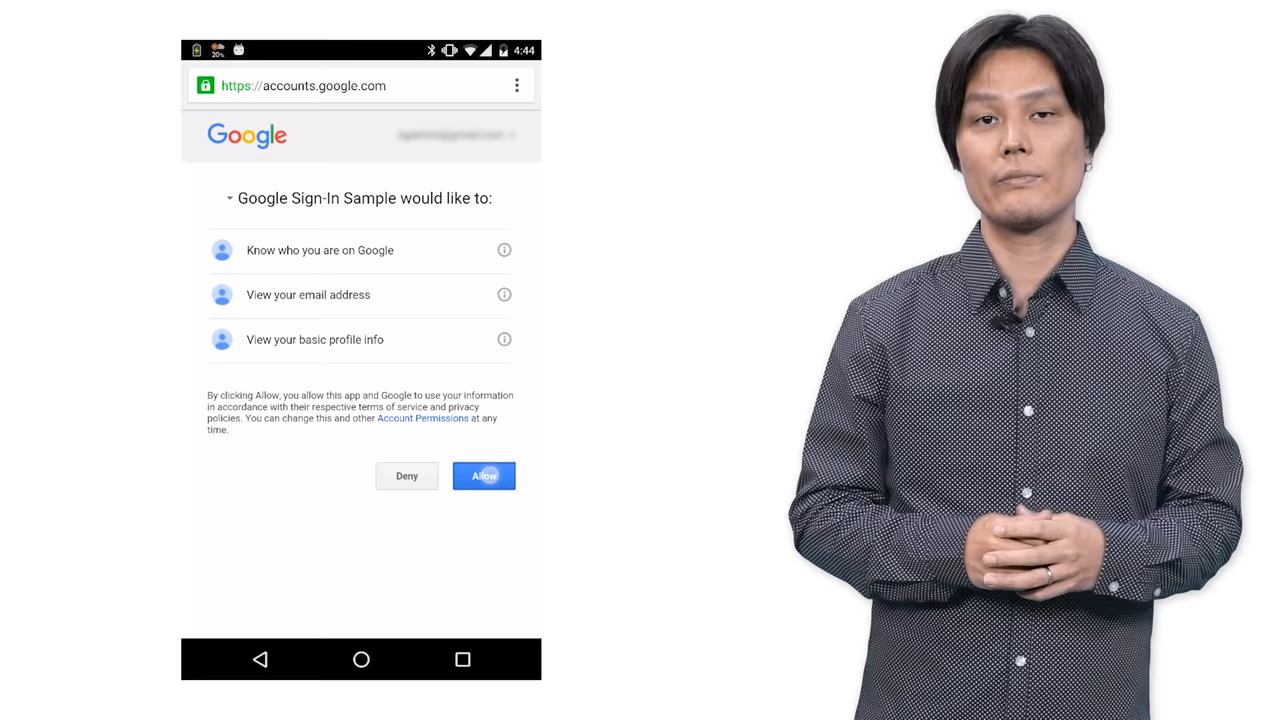 20%
4:44
https://accounts.google.com
Google
Google Sign-In Sample would like to:
Know who you are on Google
View your email address
View your basic profile info
By clicking Allow, you allow this app and Google to use your information
in accordance with their respective terms of service and privacy
policies. You can change this and other Account Permissions at any
time.
Deny
Allow